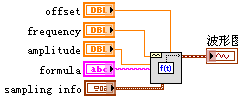 offset
DBL
frequency
DBL
amplitude
DBL
formula
abc
sampling info
f(t)
波形图